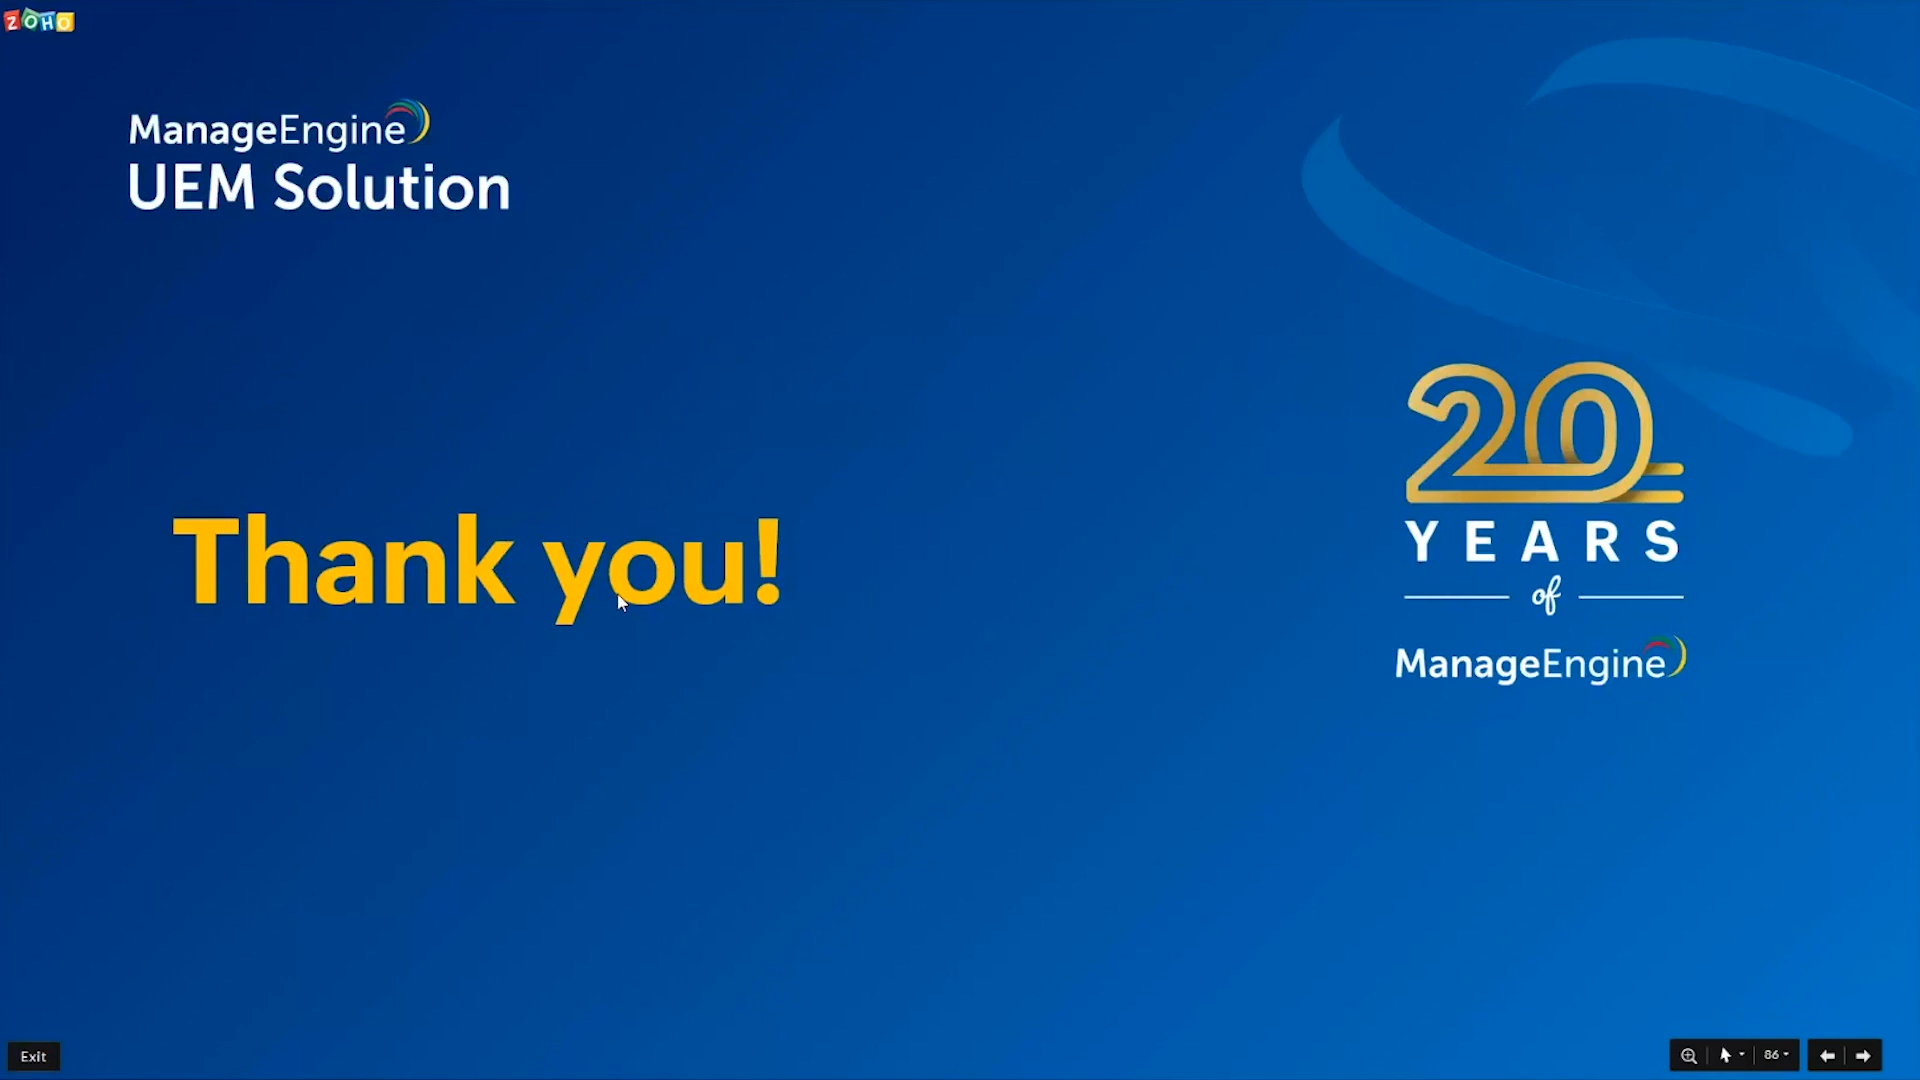 ZOHO
ManageEngine
UEM Solution
Thank you!
20
YEARS
of
ManageEngine
Exit
86